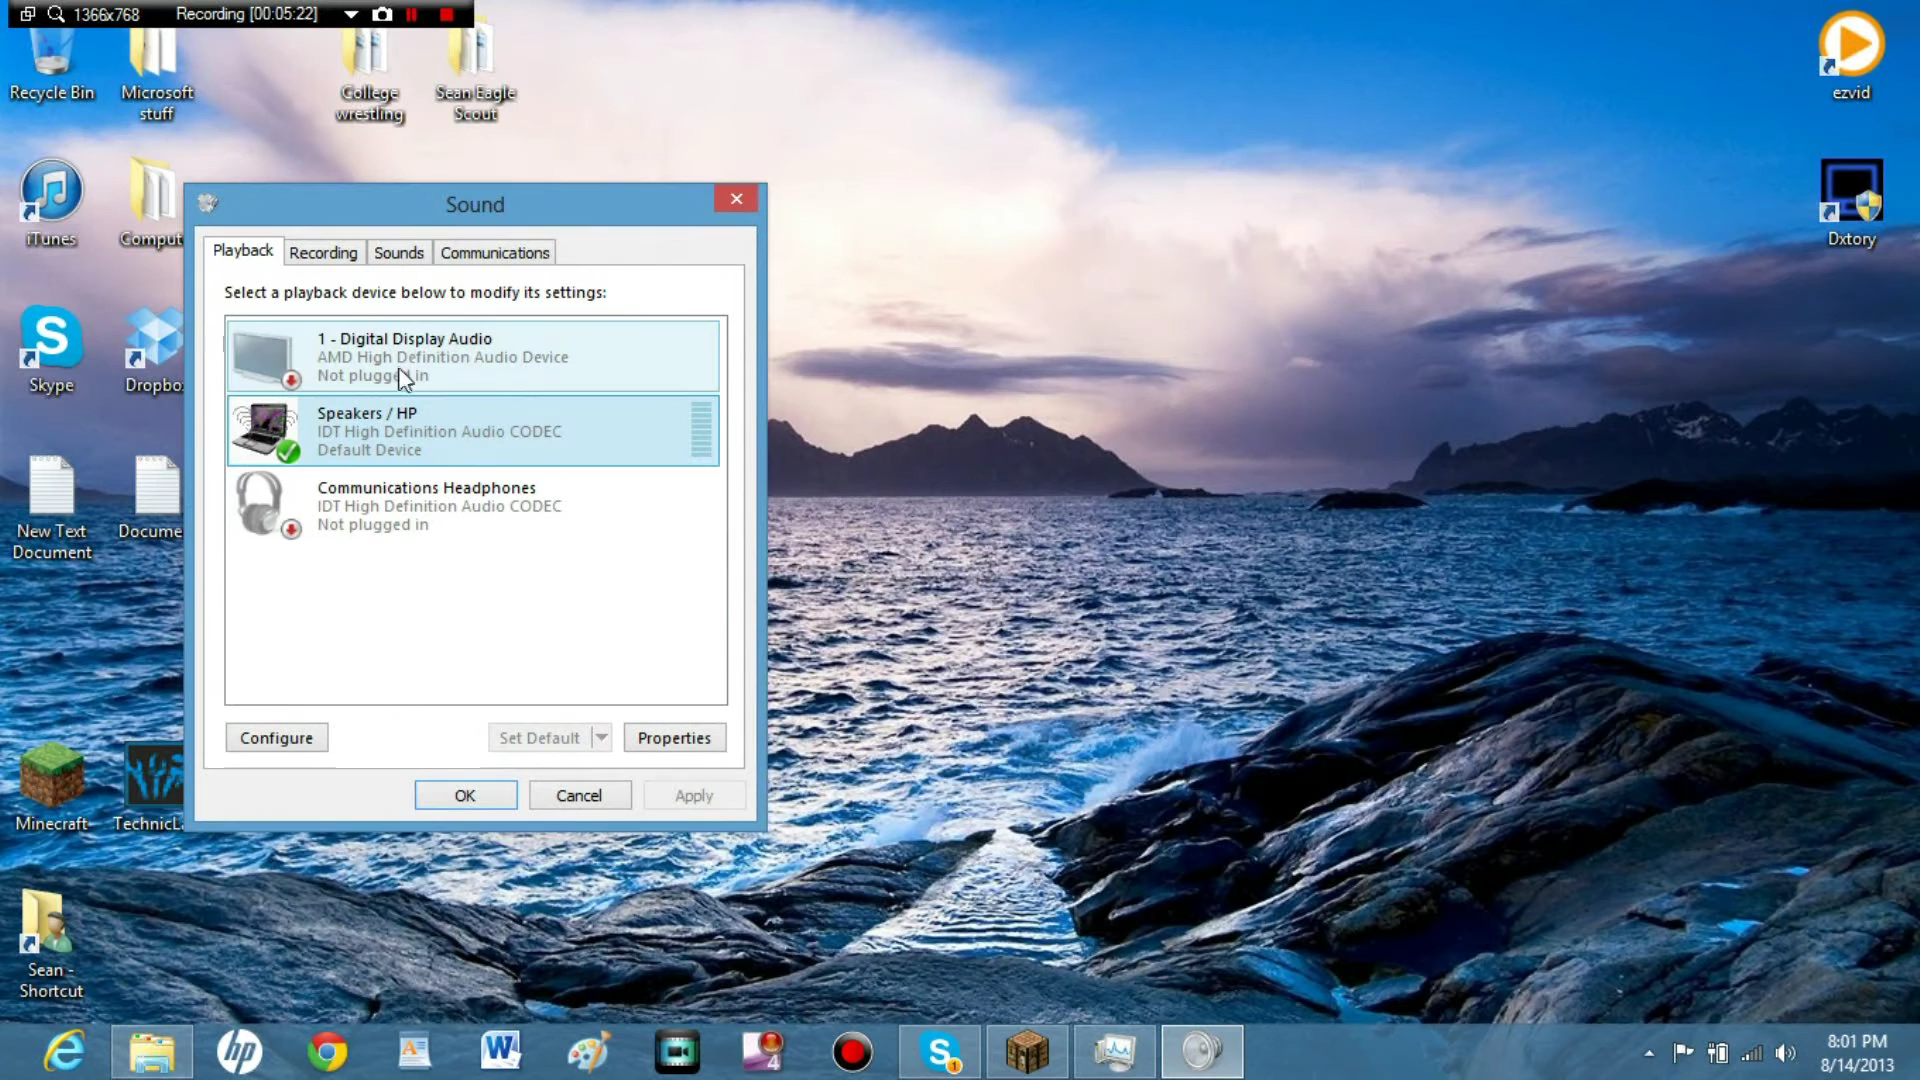 1366x768 Recording [00:05:22]
Recycle Bin
Microsoft
stuff
College
wrestling
Sean Eagle
Scout
ezvid
iTunes
Comput
Dxtory
Skype
Dropbo
New Text
Document
Docume
Minecraft
TechnicL
Sean -
Shortcut
Sound
Playback Recording Sounds Communications
Select a playback device below to modify its settings:
1 - Digital Display Audio
AMD High Definition Audio Device
Not plugged in
Speakers / HP
IDT High Definition Audio CODEC
Default Device
Communications Headphones
IDT High Definition Audio CODEC
Not plugged in
Configure Set Default Properties
OK Cancel Apply
hp
A
W
4
S 1
8:01 PM
8/14/2013